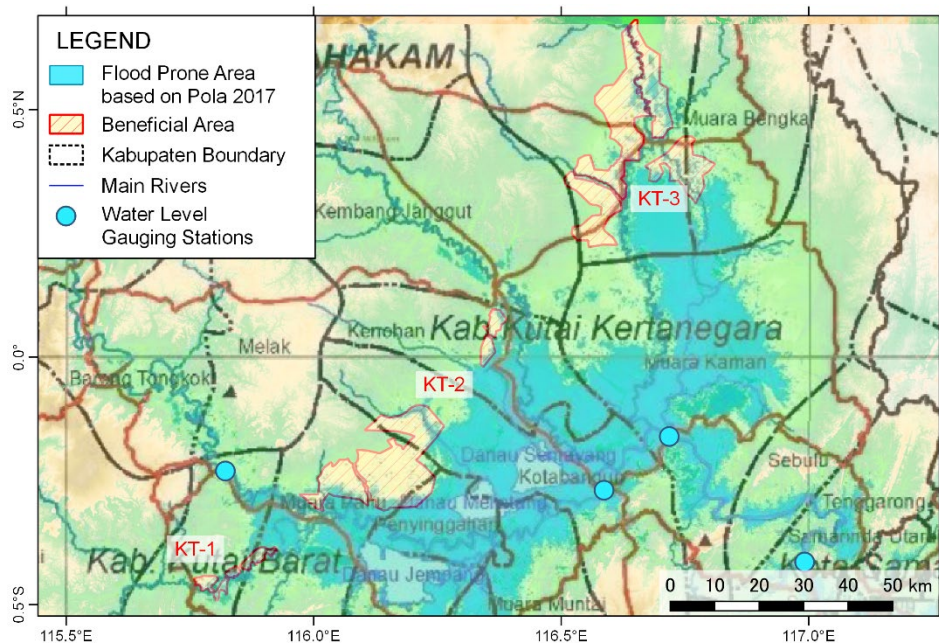 LEGEND
Flood Prone Area
based on Pola 2017
Beneficial Area
Kabupaten Boundary
Main Rivers
Water Level
Gauging Stations
AHAKAM
0.5°N
Muara Bengkal
KT-3
Kembang Janggut
Kenohan
Kab. Kutai Kertanegara
Melak
0.0°
Muara Kaman
Barong Tongkok
KT-2
Danau Semayang
Kotabangun
Sebulu
Muara Pahu
Danau Melintang
Tenggarong
Penyinggahan
Samarinda Utara
KT-1
Kab. Kutai Barat
Kota Sama
Danau Jempang
0 10 20 30 40 50 km
0.5°S
Muara Muntai
115.5°E
116.0°E
116.5°E
117.0°E